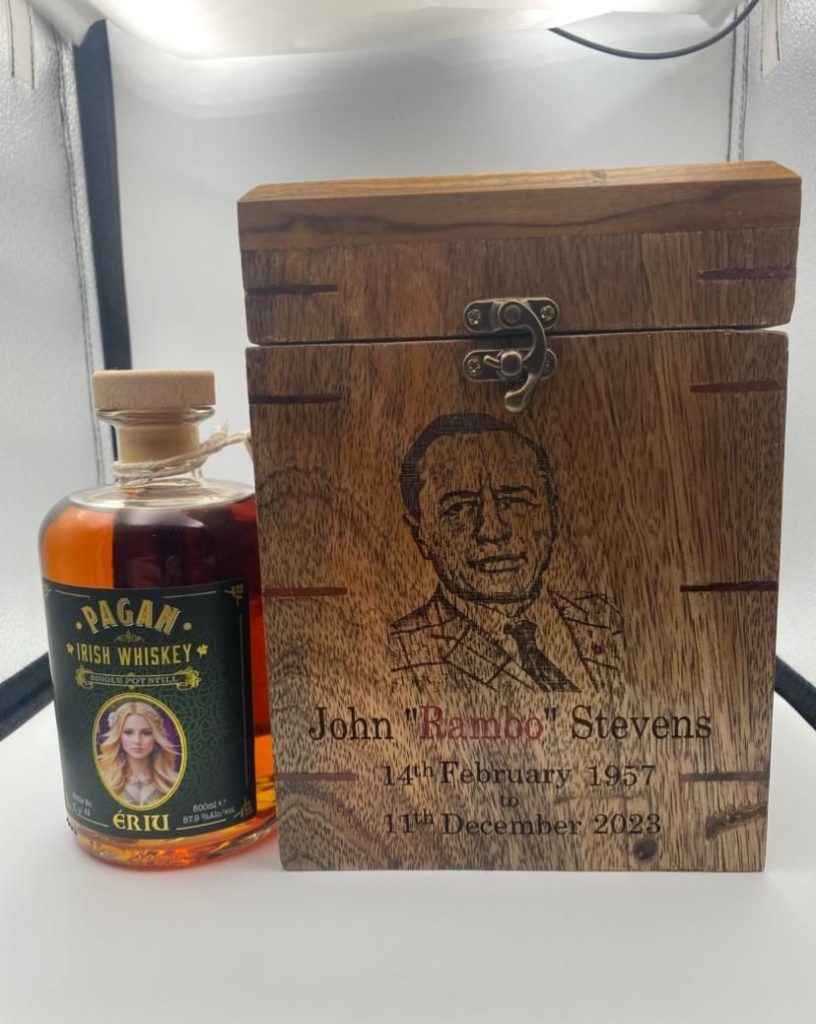 PAGAN
IRISH WHISKEY
SINGLE POT STILL
500ml e
57.9 %Alc/vol
ÉRIU
John "Rambo" Stevens
14th February 1957
to
11th December 2023